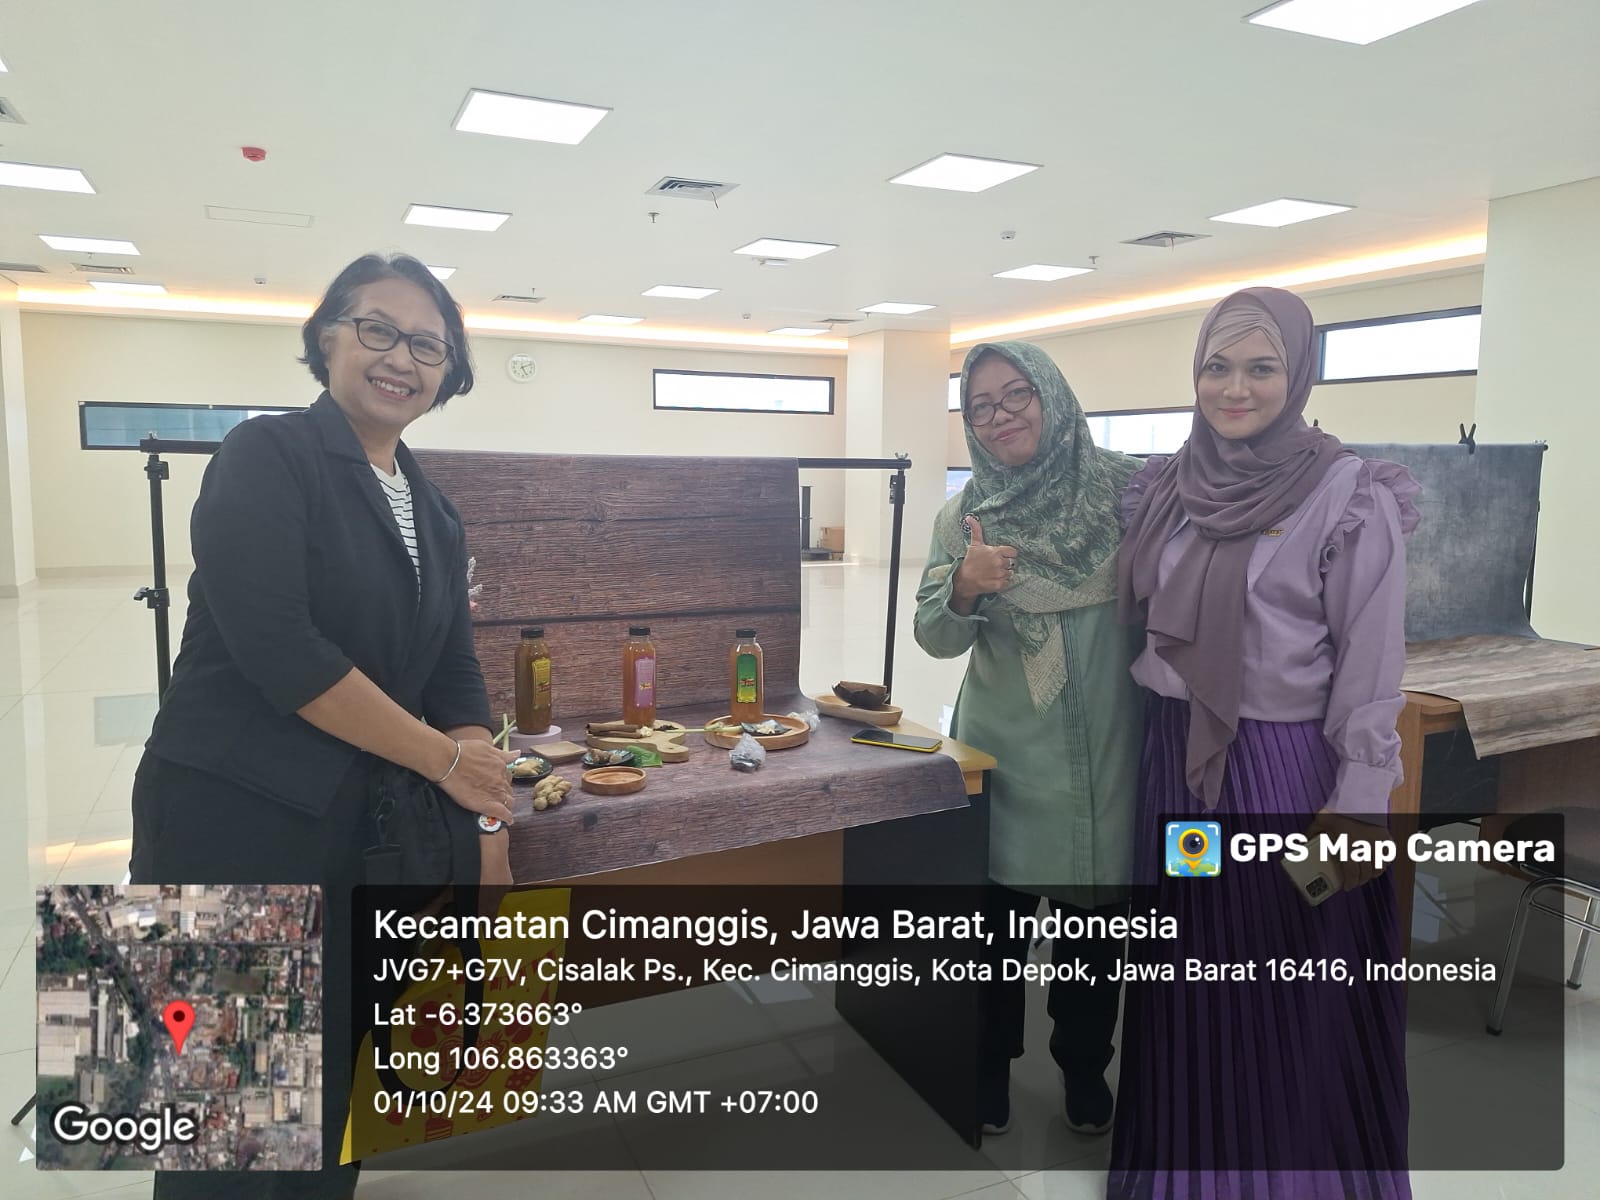 GPS Map Camera
Kecamatan Cimanggis, Jawa Barat, Indonesia
JVG7+G7V, Cisalak Ps., Kec. Cimanggis, Kota Depok, Jawa Barat 16416, Indonesia
Lat -6.373663°
Long 106.863363°
01/10/24 09:33 AM GMT +07:00
Google